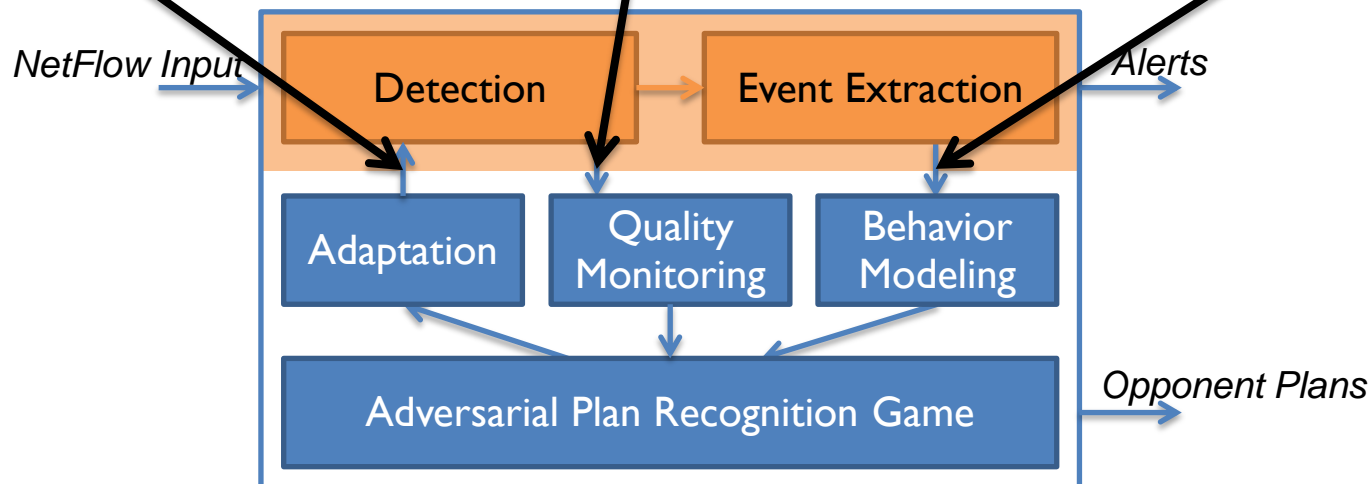 NetFlow Input
Detection
Event Extraction
Alerts
Adaptation
Quality
Monitoring
Behavior
Modeling
Adversarial Plan Recognition Game
Opponent Plans